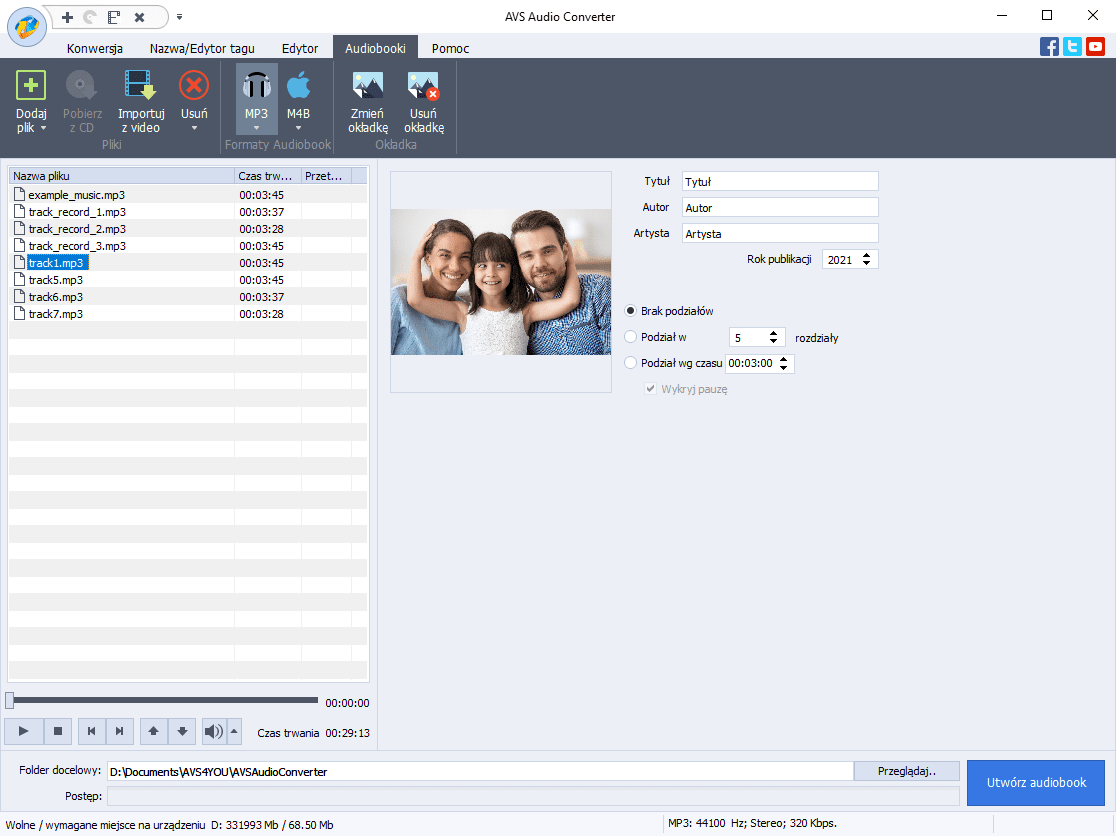 AVS Audio Converter
Konwersja Nazwa/Edytor tagu Edytor Audiobooki Pomoc
Dodaj plik
Pobierz z CD
Importuj z video
Usuń
MP3
M4B
Zmień okładkę
Usuń okładkę
Pliki
Formaty Audiobook
Okładka
Nazwa pliku Czas trw... Przet...
example_music.mp3 00:03:45
track_record_1.mp3 00:03:37
track_record_2.mp3 00:03:28
track_record_3.mp3 00:03:45
track1.mp3 00:03:45
track5.mp3 00:03:45
track6.mp3 00:03:37
track7.mp3 00:03:28
Tytuł Tytuł
Autor Autor
Artysta Artysta
Rok publikacji 2021
Brak podziałów
Podział w 5 rozdziały
Podział wg czasu 00:03:00
Wykryj pauzę
00:00:00
Czas trwania 00:29:13
Folder docelowy: D:\Documents\AVS4YOU\AVSAudioConverter Przeglądaj..
Postęp:
Utwórz audiobook
Wolne / wymagane miejsce na urządzeniu D: 331993 Mb / 68.50 Mb
MP3: 44100 Hz; Stereo; 320 Kbps.